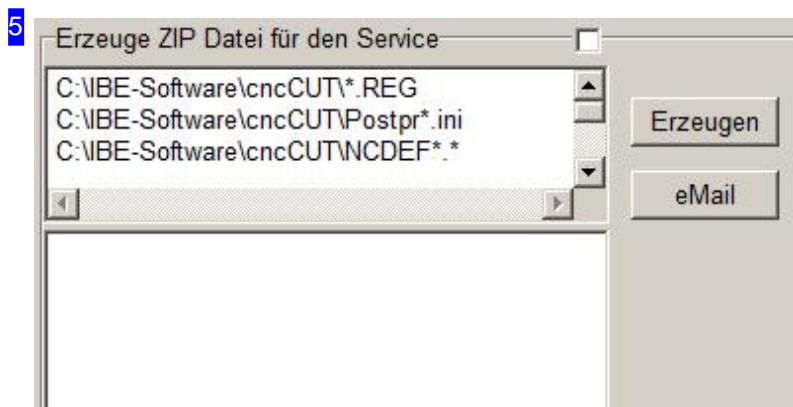 5
Erzeuge ZIP Datei für den Service
C:\IBE-Software\cncCUT\*.REG
C:\IBE-Software\cncCUT\Postpr*.ini
C:\IBE-Software\cncCUT\NCDEF*.*
Erzeugen
eMail